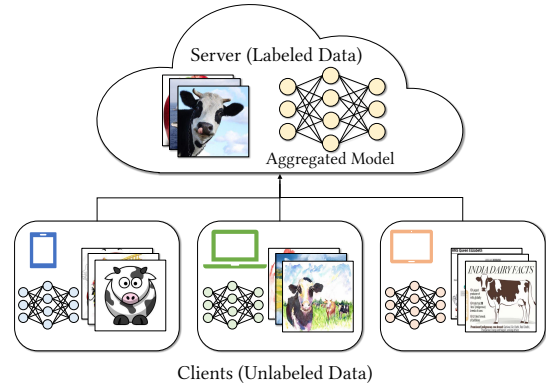 Server (Labeled Data)
Aggregated Model
INDIA DAIRY FACTS
Clients (Unlabeled Data)